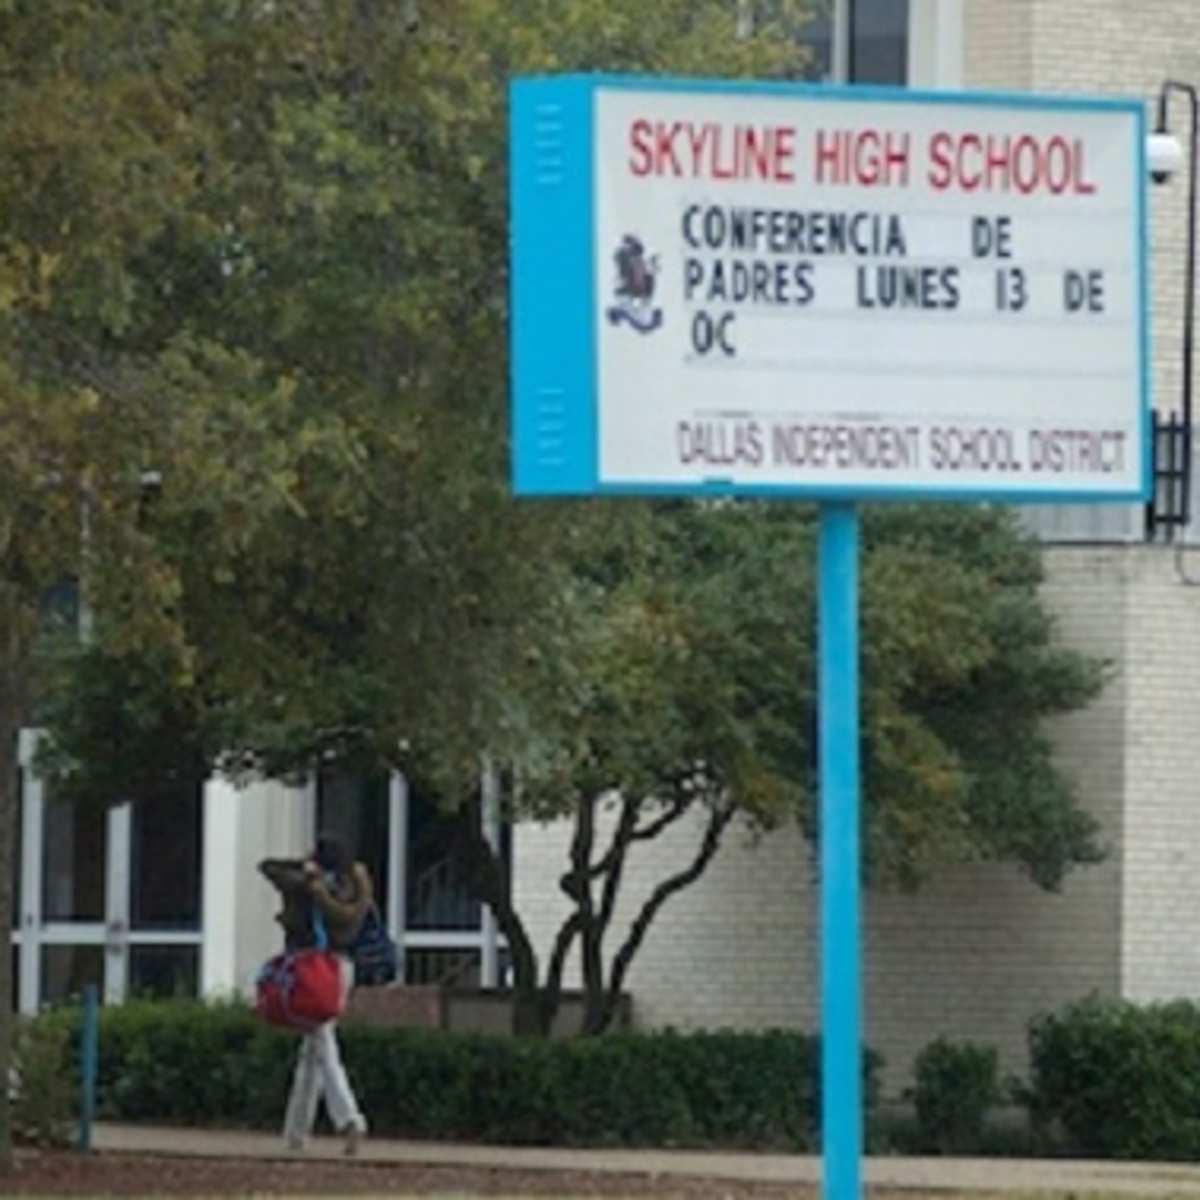 SKYLINE HIGH SCHOOL
CONFERENCIA DE
PADRES LUNES 13 DE
OC
DALLAS INDEPENDENT SCHOOL DISTRICT